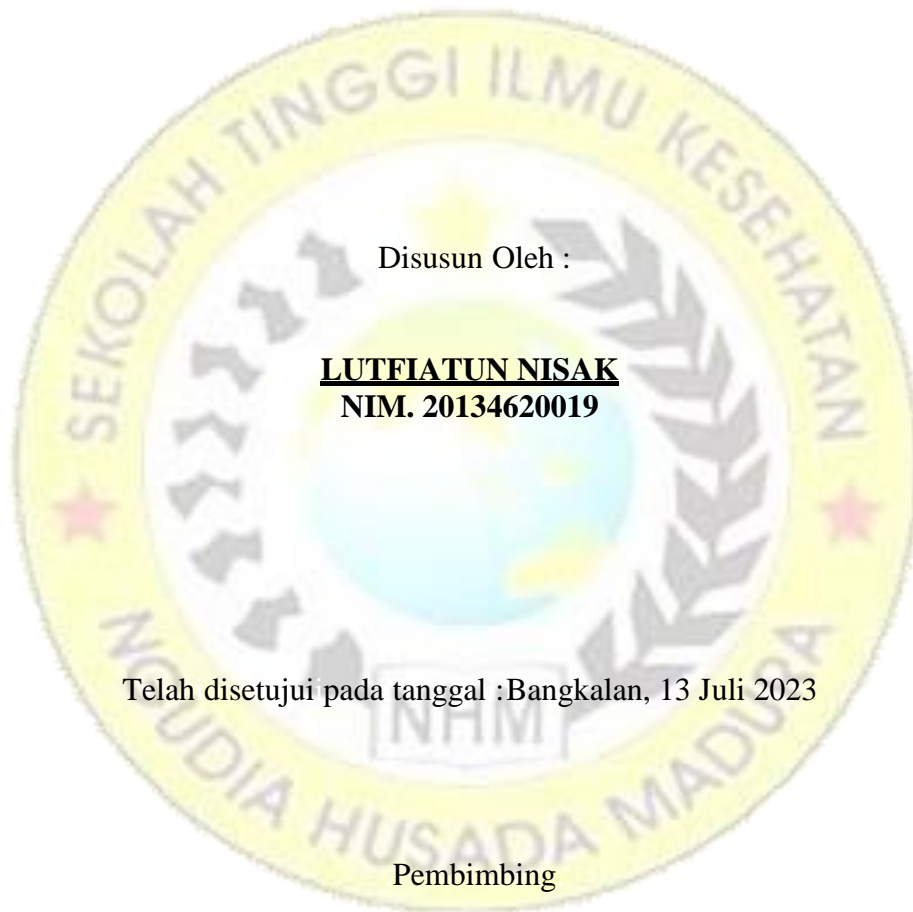 SEKOLAH TINGGI ILMU KESEHATAN
Disusun Oleh :
LUTFIATUN NISAK
NIM. 20134620019
Telah disetujui pada tanggal :Bangkalan, 13 Juli 2023
NHM
NGUDIA HUSADA MADURA
Pembimbing